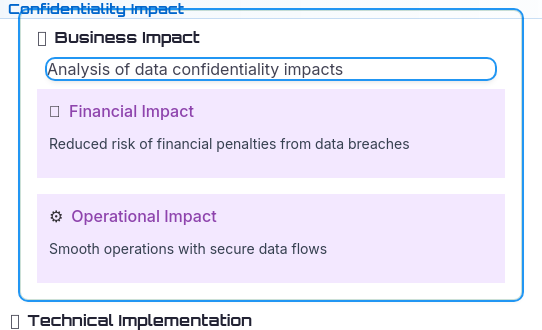 Confidentiality Impact
Business Impact
Analysis of data confidentiality impacts
Financial Impact
Reduced risk of financial penalties from data breaches
⚙ Operational Impact
Smooth operations with secure data flows
Technical Implementation